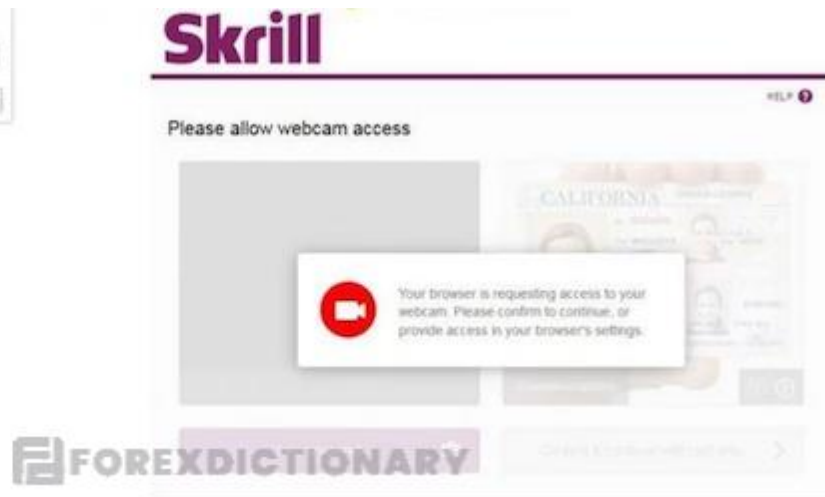 Skrill
HELP
Please allow webcam access
CALIFORNIA
Your browser is requesting access to your
webcam. Please confirm to continue, or
provide access in your browser's settings.
FOREXDICTIONARY